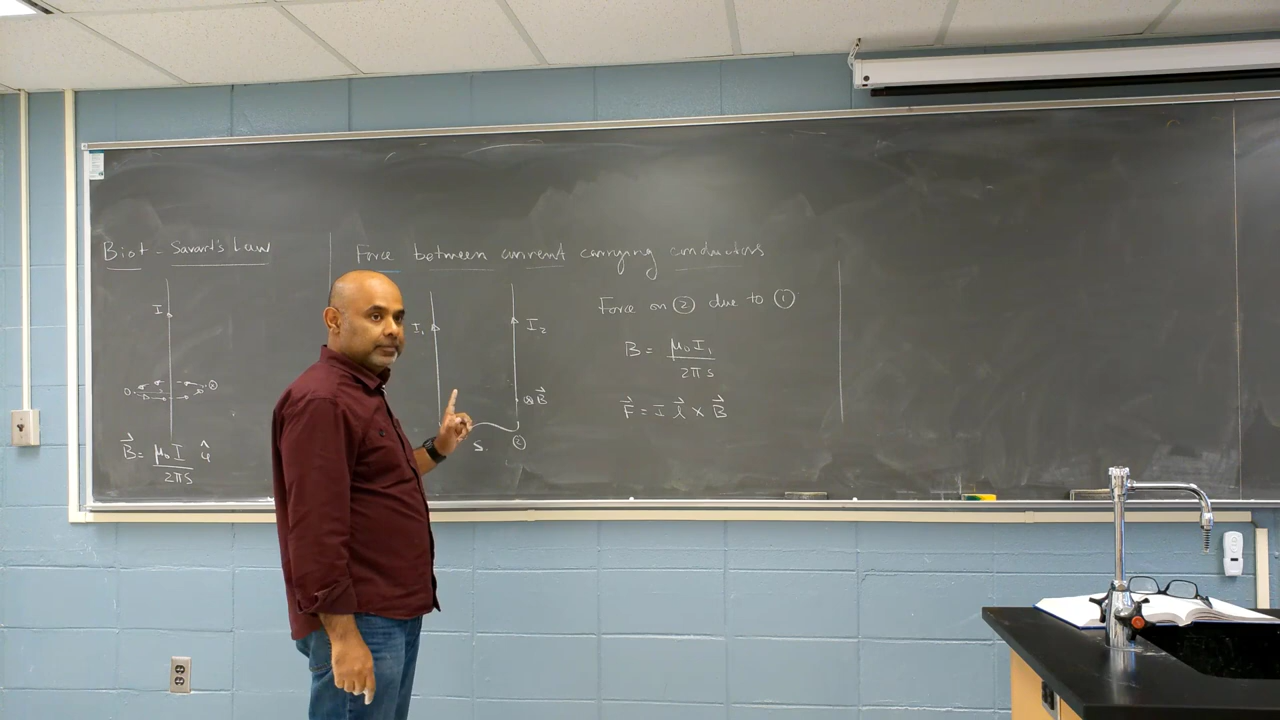 Biot-Savart's Law
I
B⃗ = μ₀I / 2πs
Force between current carrying conductors
I₁
I₂
⊗ B⃗
s
②
Force on ② due to ①
B = μ₀I₁ / 2πs
F⃗ = I l⃗ × B⃗